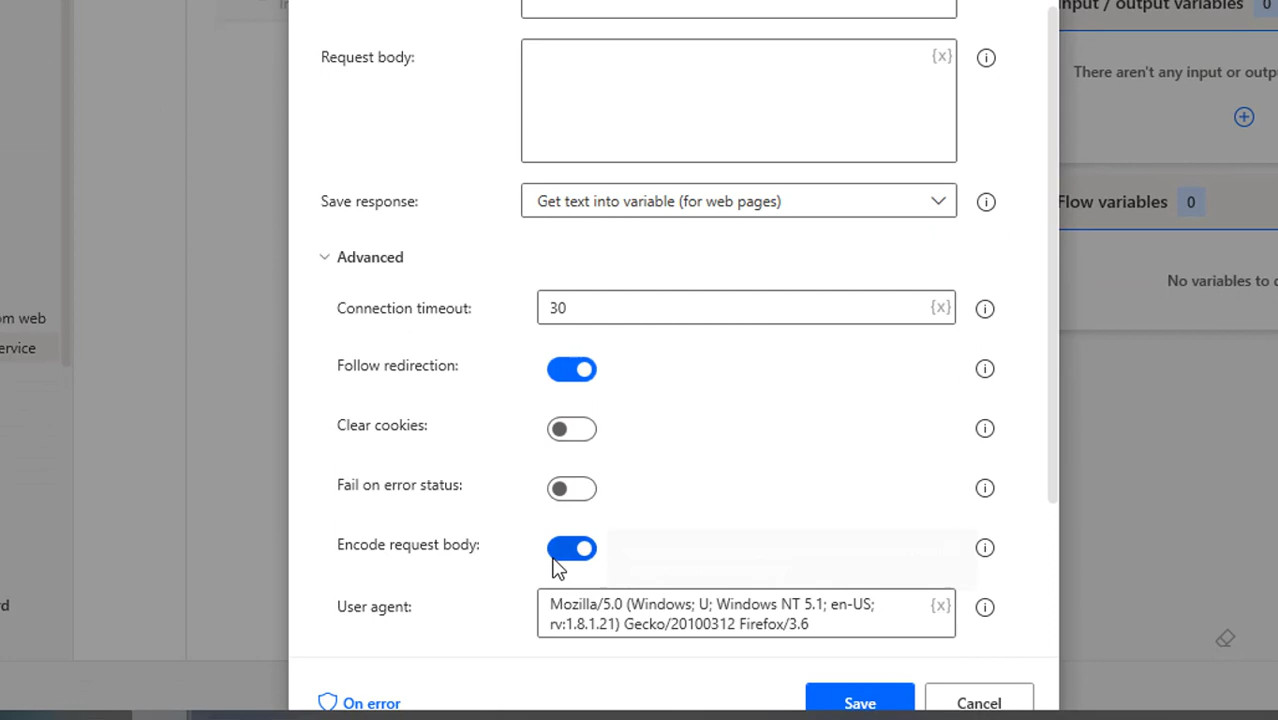 Input / output variables 0
Request body: {x}
There aren't any input or outp
Save response: Get text into variable (for web pages)
Flow variables 0
Advanced
No variables to
Connection timeout: 30 {x}
om web
ervice
Follow redirection:
Clear cookies:
Fail on error status:
Encode request body:
User agent: Mozilla/5.0 (Windows; U; Windows NT 5.1; en-US; {x}
rv:1.8.1.21) Gecko/20100312 Firefox/3.6
rd
On error Save Cancel